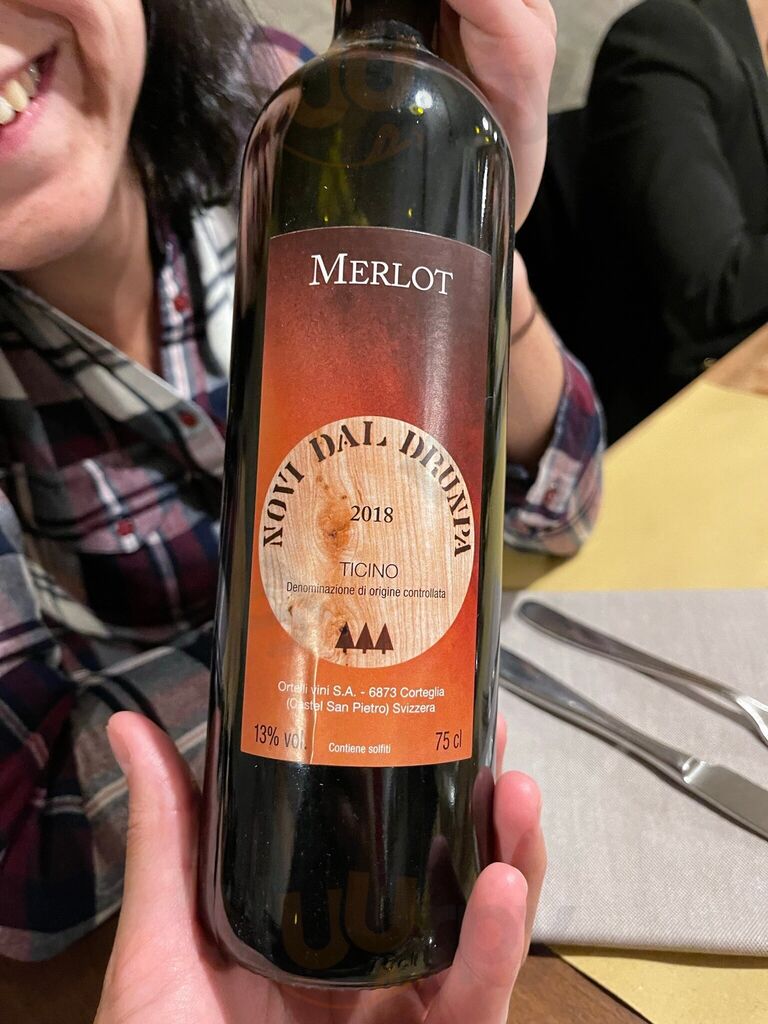 MERLOT
NOVI DAL DRUNPA
2018
TICINO
Denominazione di origine controllata
Ortelli vini S.A. - 6873 Corteglia
(Castel San Pietro) Svizzera
13% vol.
Contiene solfiti
75 cl